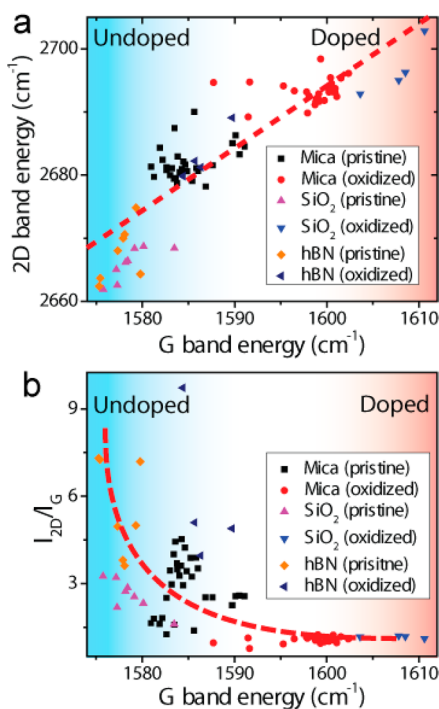 a
Undoped
Doped
2700
2680
2660
2D band energy (cm-1)
Mica (pristine)
Mica (oxidized)
SiO2 (pristine)
SiO2 (oxidized)
hBN (pristine)
hBN (oxidized)
1580
1590
1600
1610
G band energy (cm-1)
b
Undoped
Doped
9
6
3
I2D/IG
Mica (pristine)
Mica (oxidized)
SiO2 (pristine)
SiO2 (oxidized)
hBN (prisitne)
hBN (oxidized)
1580
1590
1600
1610
G band energy (cm-1)